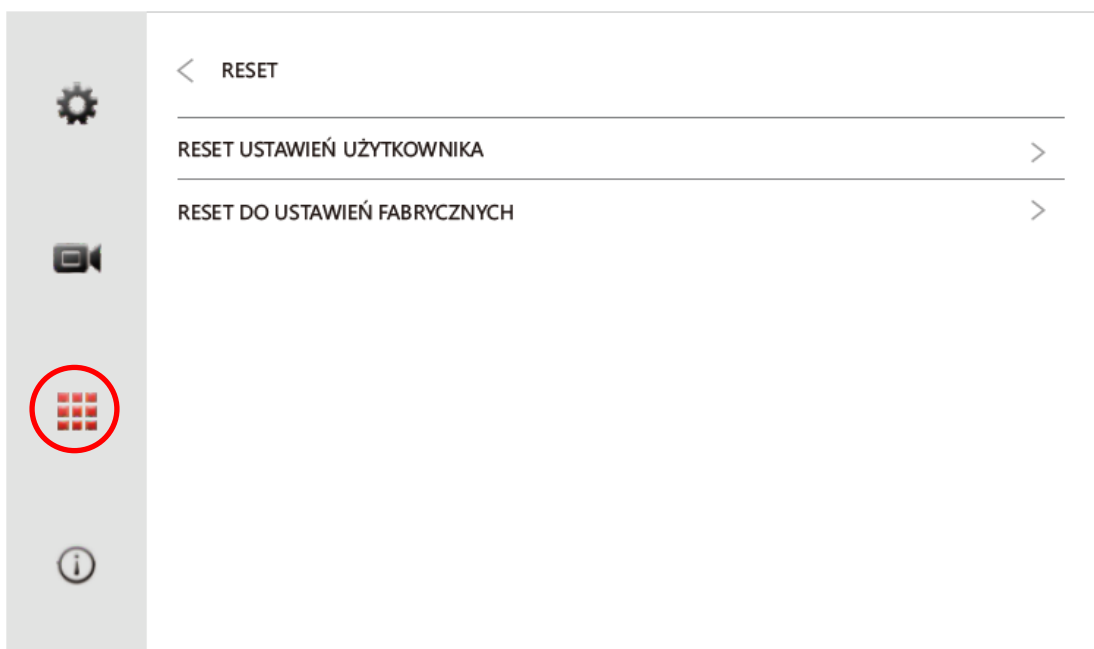 RESET
RESET USTAWIEŃ UŻYTKOWNIKA
RESET DO USTAWIEŃ FABRYCZNYCH